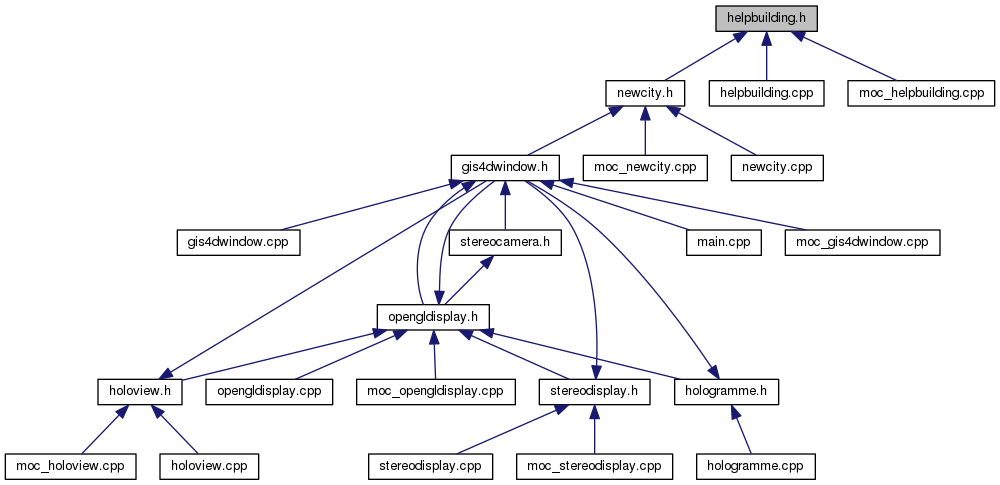 helpbuilding.h
newcity.h
helpbuilding.cpp
moc_helpbuilding.cpp
gis4dwindow.h
moc_newcity.cpp
newcity.cpp
gis4dwindow.cpp
stereocamera.h
main.cpp
moc_gis4dwindow.cpp
opengldisplay.h
holoview.h
opengldisplay.cpp
moc_opengldisplay.cpp
stereodisplay.h
hologramme.h
moc_holoview.cpp
holoview.cpp
stereodisplay.cpp
moc_stereodisplay.cpp
hologramme.cpp